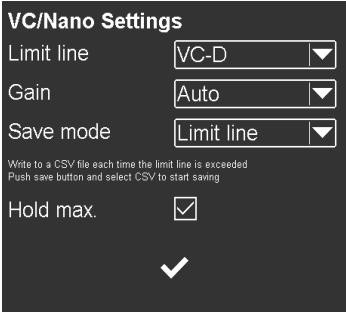 VC/Nano Settings
Limit line VC-D
Gain Auto
Save mode Limit line
Write to a CSV file each time the limit line is exceeded
Push save button and select CSV to start saving
Hold max.